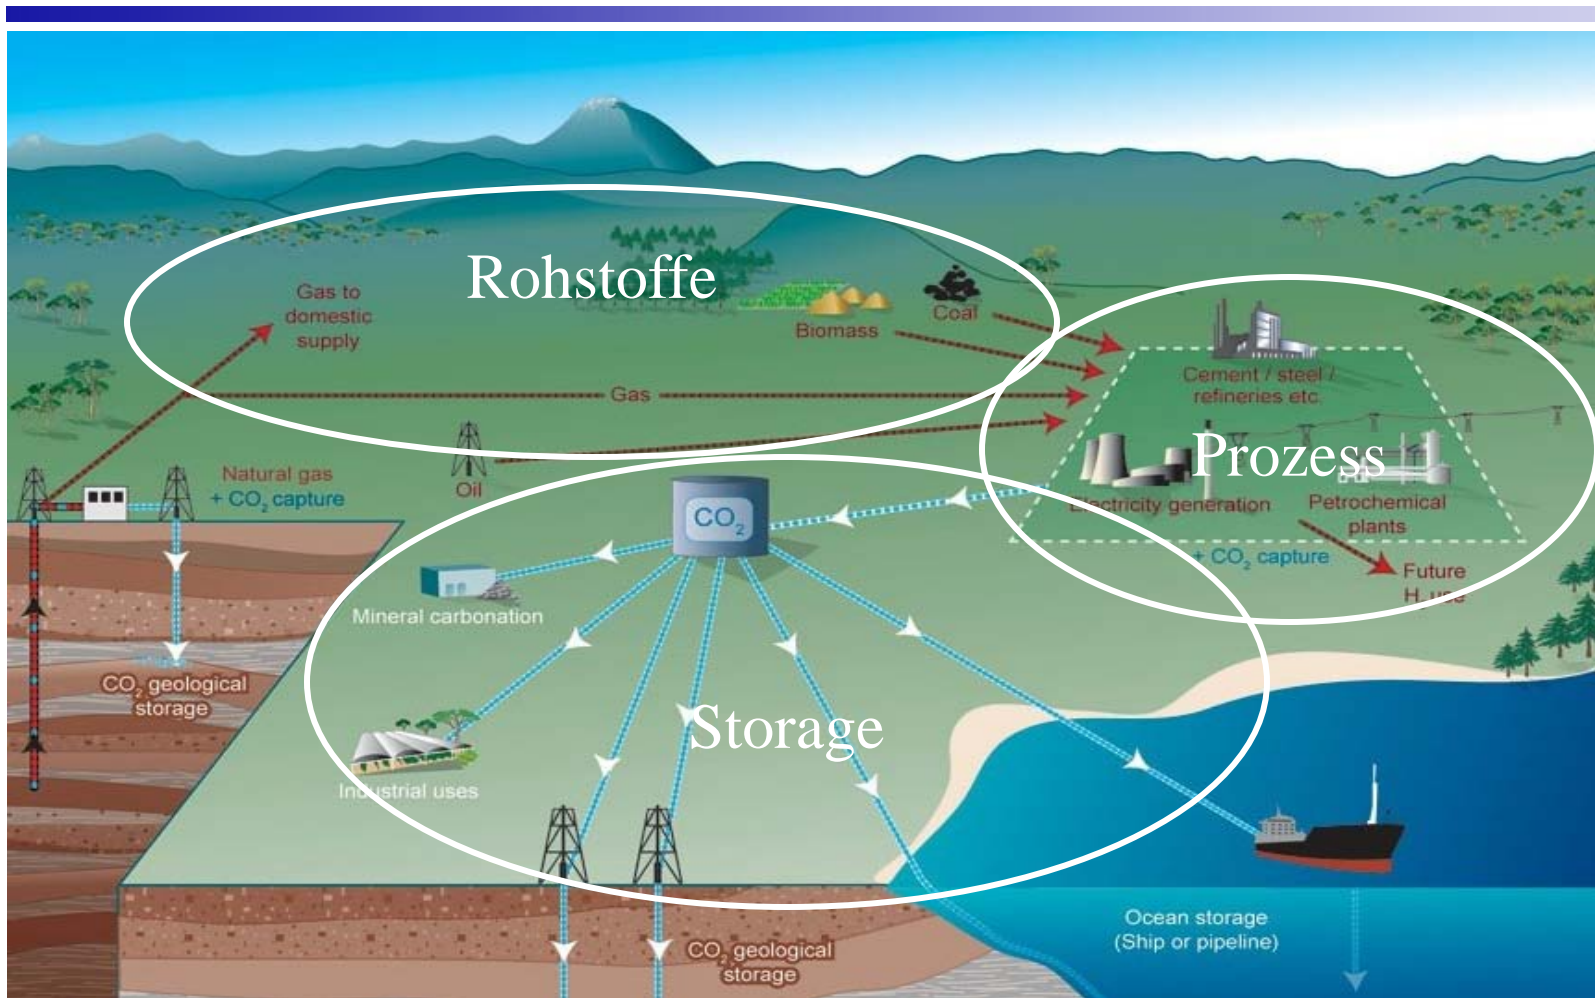 Rohstoffe
Gas to
domestic
supply
Biomass
Coal
Gas
Cement / steel /
refineries etc.
Prozess
Natural gas
+ CO₂ capture
Oil
Electricity generation
Petrochemical
plants
CO₂
+ CO₂ capture
Future
H₂ use
Mineral carbonation
CO₂ geological
storage
Storage
Industrial uses
Ocean storage
(Ship or pipeline)
CO₂ geological
storage